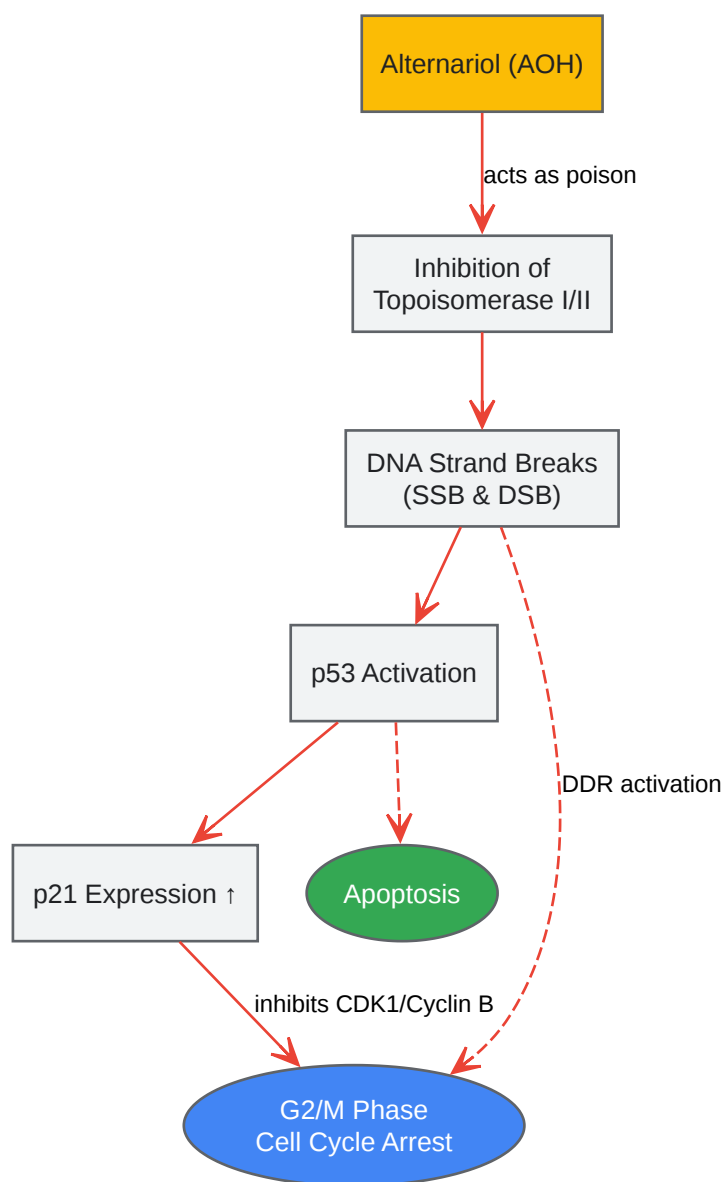 Alternariol (AOH)
acts as poison
Inhibition of
Topoisomerase I/II
DNA Strand Breaks
(SSB & DSB)
p53 Activation
DDR activation
p21 Expression ↑
Apoptosis
inhibits CDK1/Cyclin B
G2/M Phase
Cell Cycle Arrest